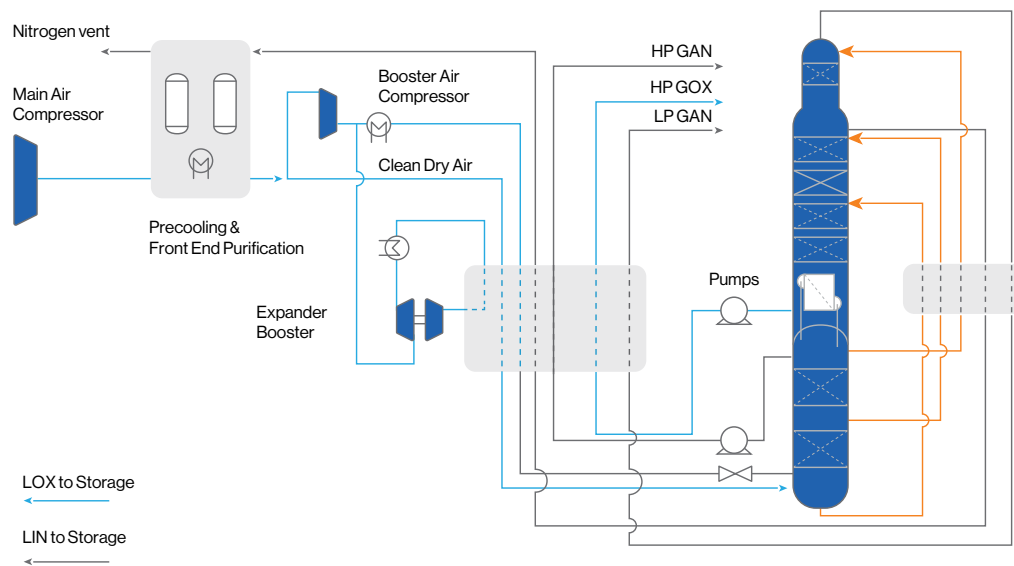 Nitrogen vent
Main Air
Compressor
Precooling &
Front End Purification
Booster Air
Compressor
Clean Dry Air
Expander
Booster
HP GAN
HP GOX
LP GAN
Pumps
LOX to Storage
LIN to Storage